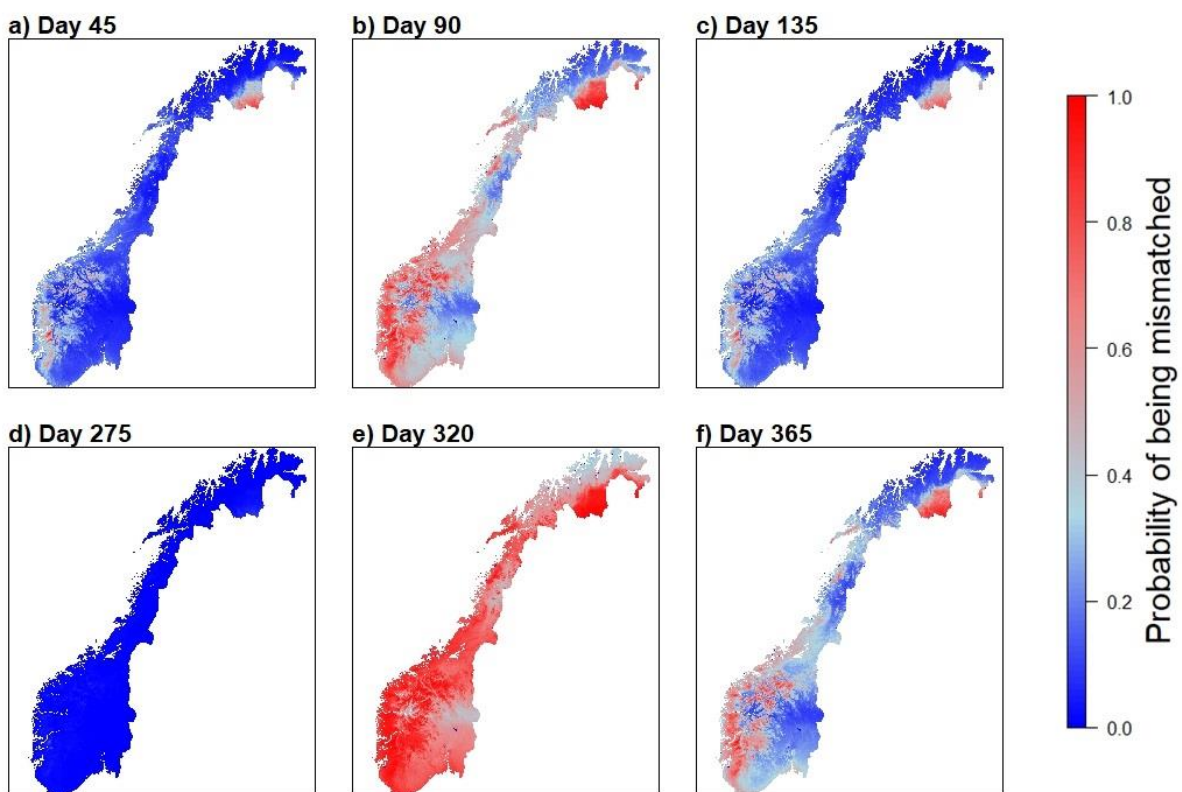 a) Day 45
b) Day 90
c) Day 135
d) Day 275
e) Day 320
f) Day 365
1.0
0.8
0.6
0.4
0.2
0.0
Probability of being mismatched